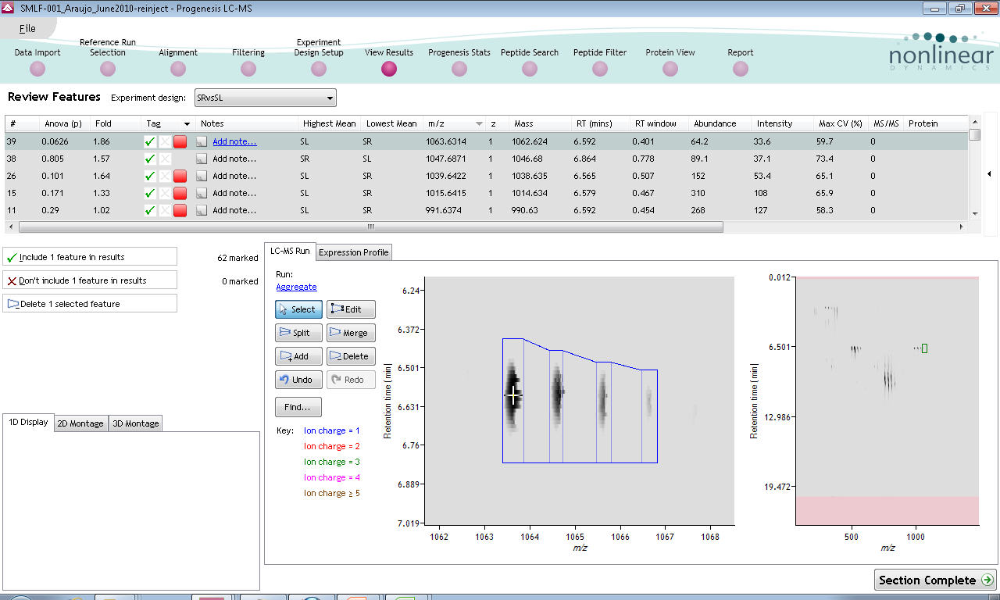 SMLF-001_Araujo_June2010-reinject - Progenesis LC-MS
File
Data Import
Reference Run Selection
Alignment
Filtering
Experiment Design Setup
View Results
Progenesis Stats
Peptide Search
Peptide Filter
Protein View
Report
nonlinear
DYNAMICS
Review Features Experiment design: SRvsSL
# Anova (p) Fold Tag Notes Highest Mean Lowest Mean m/z z Mass RT (mins) RT window Abundance Intensity Max CV (%) MS/MS Protein
39 0.0626 1.86 Add note... SL SR 1063.6314 1 1062.624 6.592 0.401 64.2 33.6 59.7 0
38 0.805 1.57 Add note... SR SL 1047.6871 1 1046.68 6.864 0.778 47.1 37.1 73.4 0
26 0.101 1.64 Add note... SL SR 1039.6422 1 1038.635 6.565 0.507 152 53.4 65.1 0
15 0.171 1.33 Add note... SL SR 1015.6415 1 1014.634 6.579 0.467 310 108 65.9 0
11 0.29 1.02 Add note... SL SR 991.6374 1 990.63 6.592 0.454 268 127 58.3 0
Include 1 feature in results 62 marked
Don't include 1 feature in results 0 marked
Delete 1 selected feature
1D Display 2D Montage 3D Montage
LC-MS Run Expression Profile
Run:
Aggregate
Select Edit
Split Merge
Add Delete
Undo Redo
Find...
Key: Ion charge = 1
Ion charge = 2
Ion charge = 3
Ion charge = 4
Ion charge ≥ 5
Retention time (min)
6.24
6.372
6.501
6.631
6.76
6.889
7.019
1062 1063 1064 1065 1066 1067 1068
m/z
Retention time (min)
0.012
6.501
12.986
19.472
500 1000
m/z
Section Complete